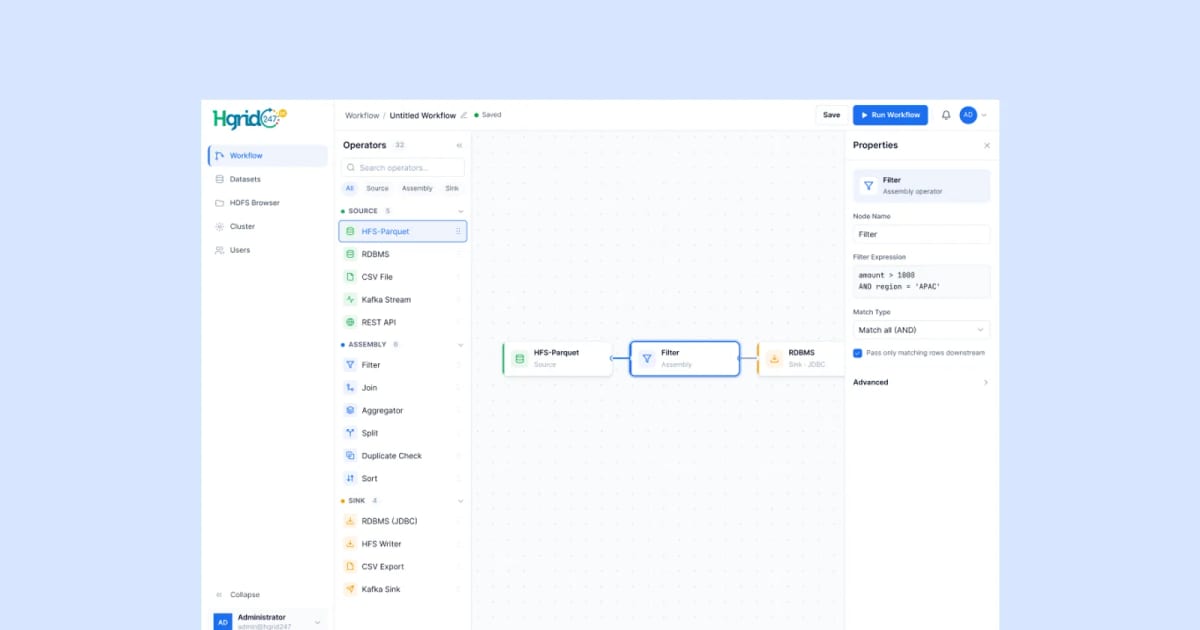 Hgrid247
Workflow / Untitled Workflow
Saved
Save
Run Workflow
AD
Workflow
Datasets
HDFS Browser
Cluster
Users
Collapse
AD
Administrator
admin@hgrid247
Operators 32
Search operators...
All Source Assembly Sink
SOURCE 5
HFS-Parquet
RDBMS
CSV File
Kafka Stream
REST API
ASSEMBLY 6
Filter
Join
Aggregator
Split
Duplicate Check
Sort
SINK 4
RDBMS (JDBC)
HFS Writer
CSV Export
Kafka Sink
HFS-Parquet
Source
Filter
Assembly
RDBMS
Sink · JDBC
Properties
Filter
Assembly operator
Node Name
Filter
Filter Expression
amount > 1000
AND region = 'APAC'
Match Type
Match all (AND)
Pass only matching rows downstream
Advanced